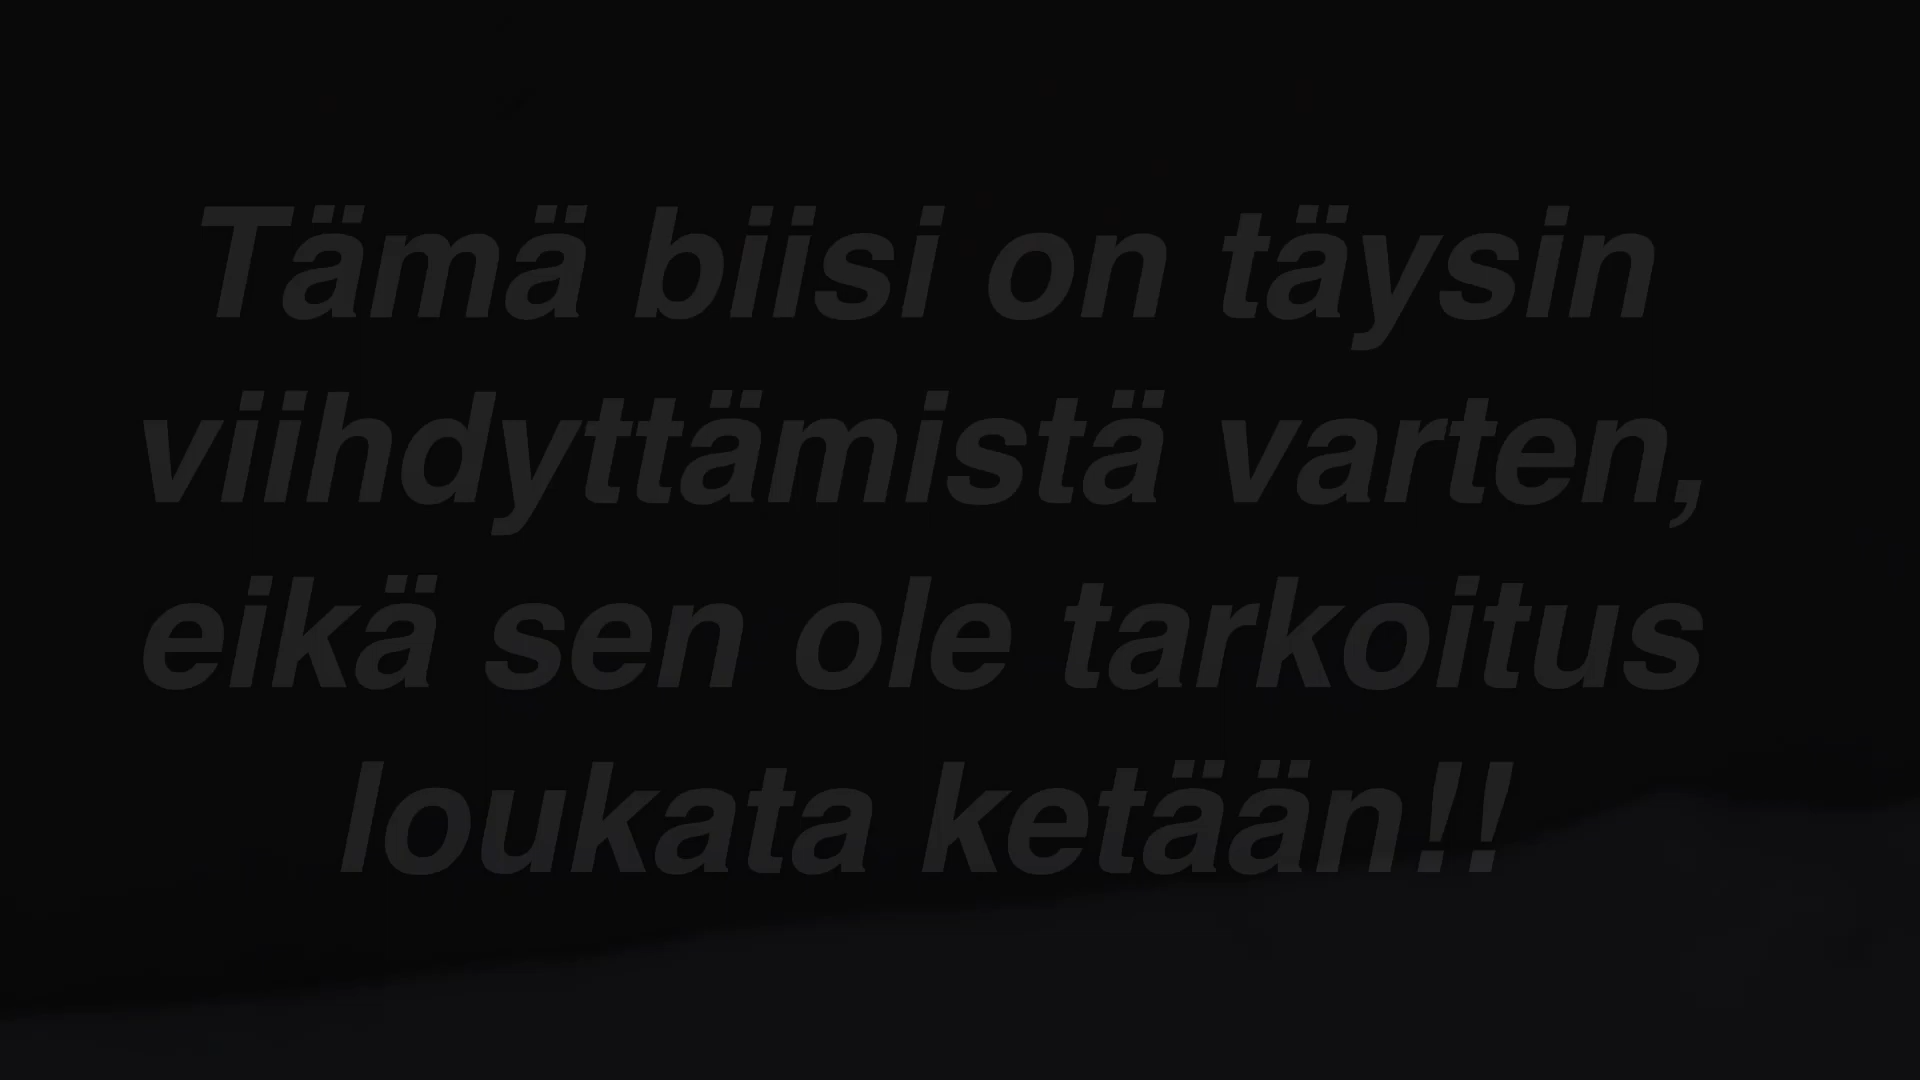 Tämä biisi on täysin
viihdyttämistä varten,
eikä sen ole tarkoitus
loukata ketään!!